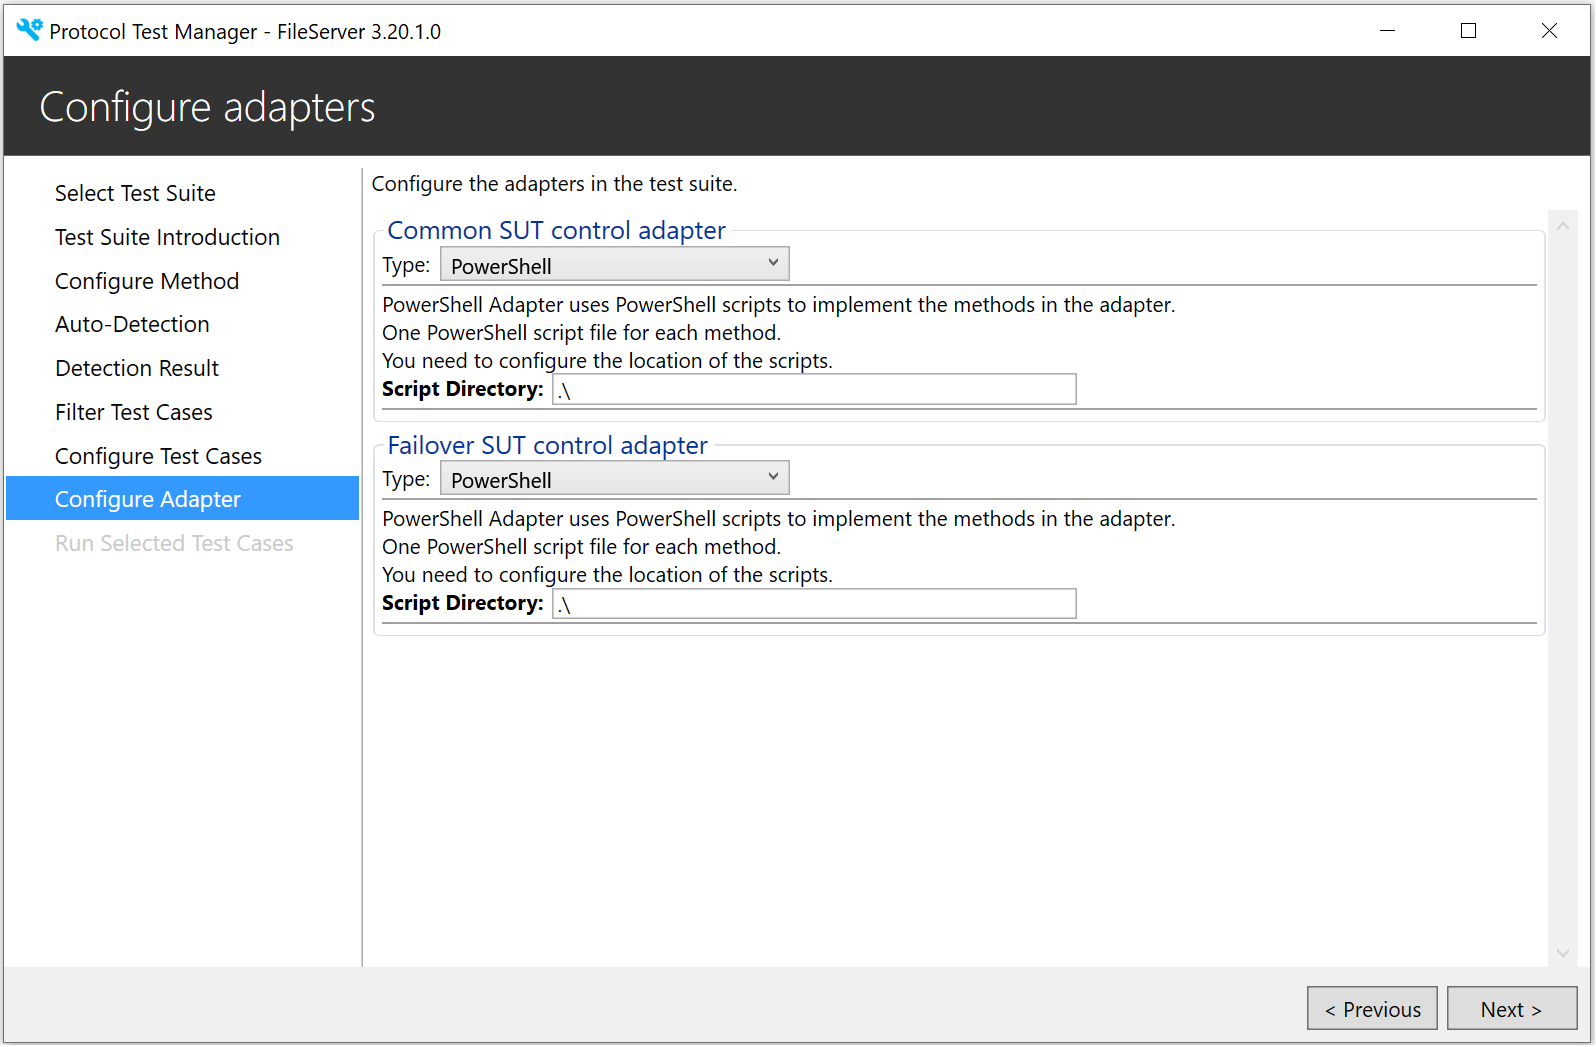 Protocol Test Manager - FileServer 3.20.1.0
Configure adapters
Select Test Suite
Test Suite Introduction
Configure Method
Auto-Detection
Detection Result
Filter Test Cases
Configure Test Cases
Configure Adapter
Run Selected Test Cases
Configure the adapters in the test suite.
Common SUT control adapter
Type: PowerShell
PowerShell Adapter uses PowerShell scripts to implement the methods in the adapter.
One PowerShell script file for each method.
You need to configure the location of the scripts.
Script Directory: .\
Failover SUT control adapter
Type: PowerShell
PowerShell Adapter uses PowerShell scripts to implement the methods in the adapter.
One PowerShell script file for each method.
You need to configure the location of the scripts.
Script Directory: .\
< Previous
Next >